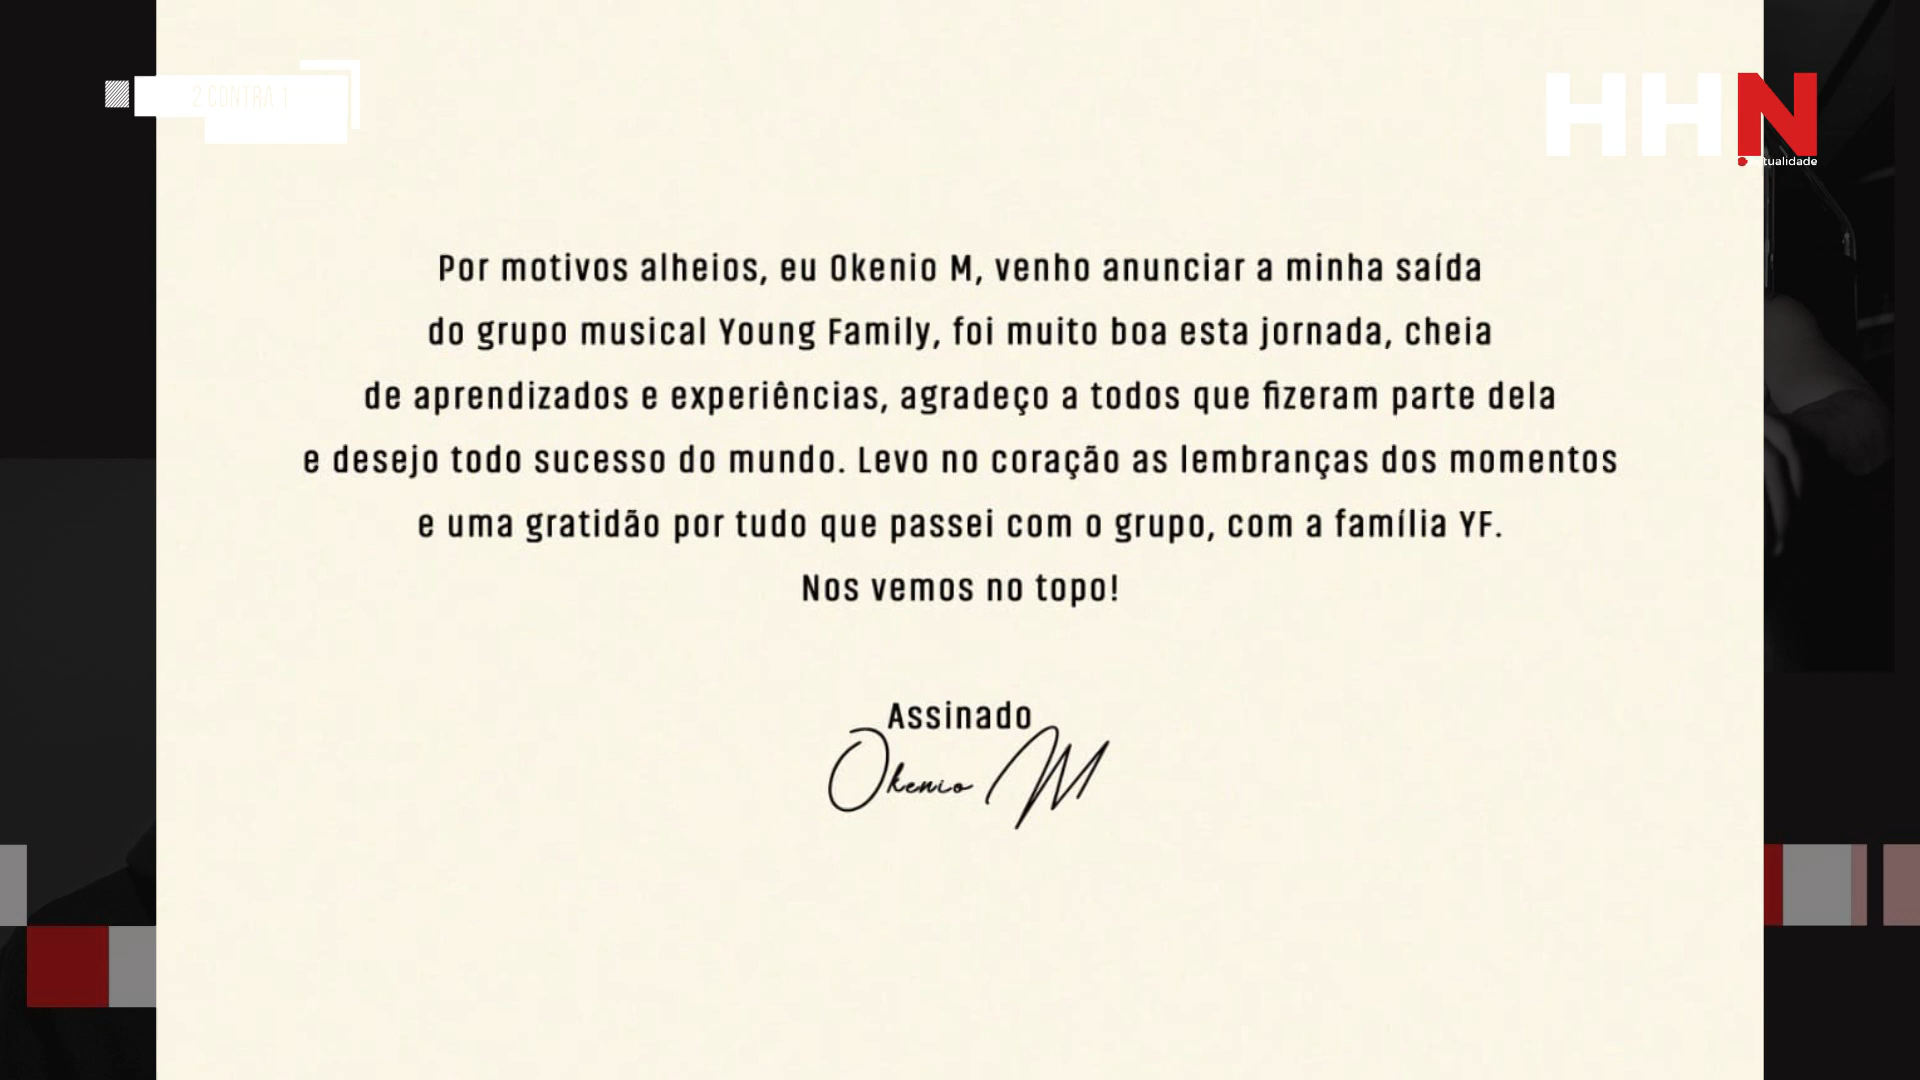 2 CONTRA 1
HHN
Por motivos alheios, eu Okenio M, venho anunciar a minha saída
do grupo musical Young Family, foi muito boa esta jornada, cheia
de aprendizados e experiências, agradeço a todos que fizeram parte dela
e desejo todo sucesso do mundo. Levo no coração as lembranças dos momentos
e uma gratidão por tudo que passei com o grupo, com a família YF.
Nos vemos no topo!
Assinado
Okenio M